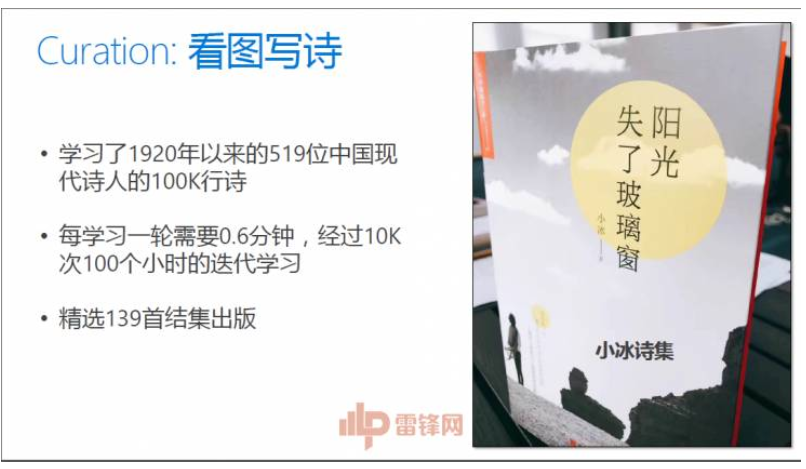 Curation: 看图写诗
• 学习了1920年以来的519位中国现
代诗人的100K行诗
• 每学习一轮需要0.6分钟，经过10K
次100个小时的迭代学习
• 精选139首结集出版
阳光
失了玻璃窗
小冰
小冰诗集
雷锋网